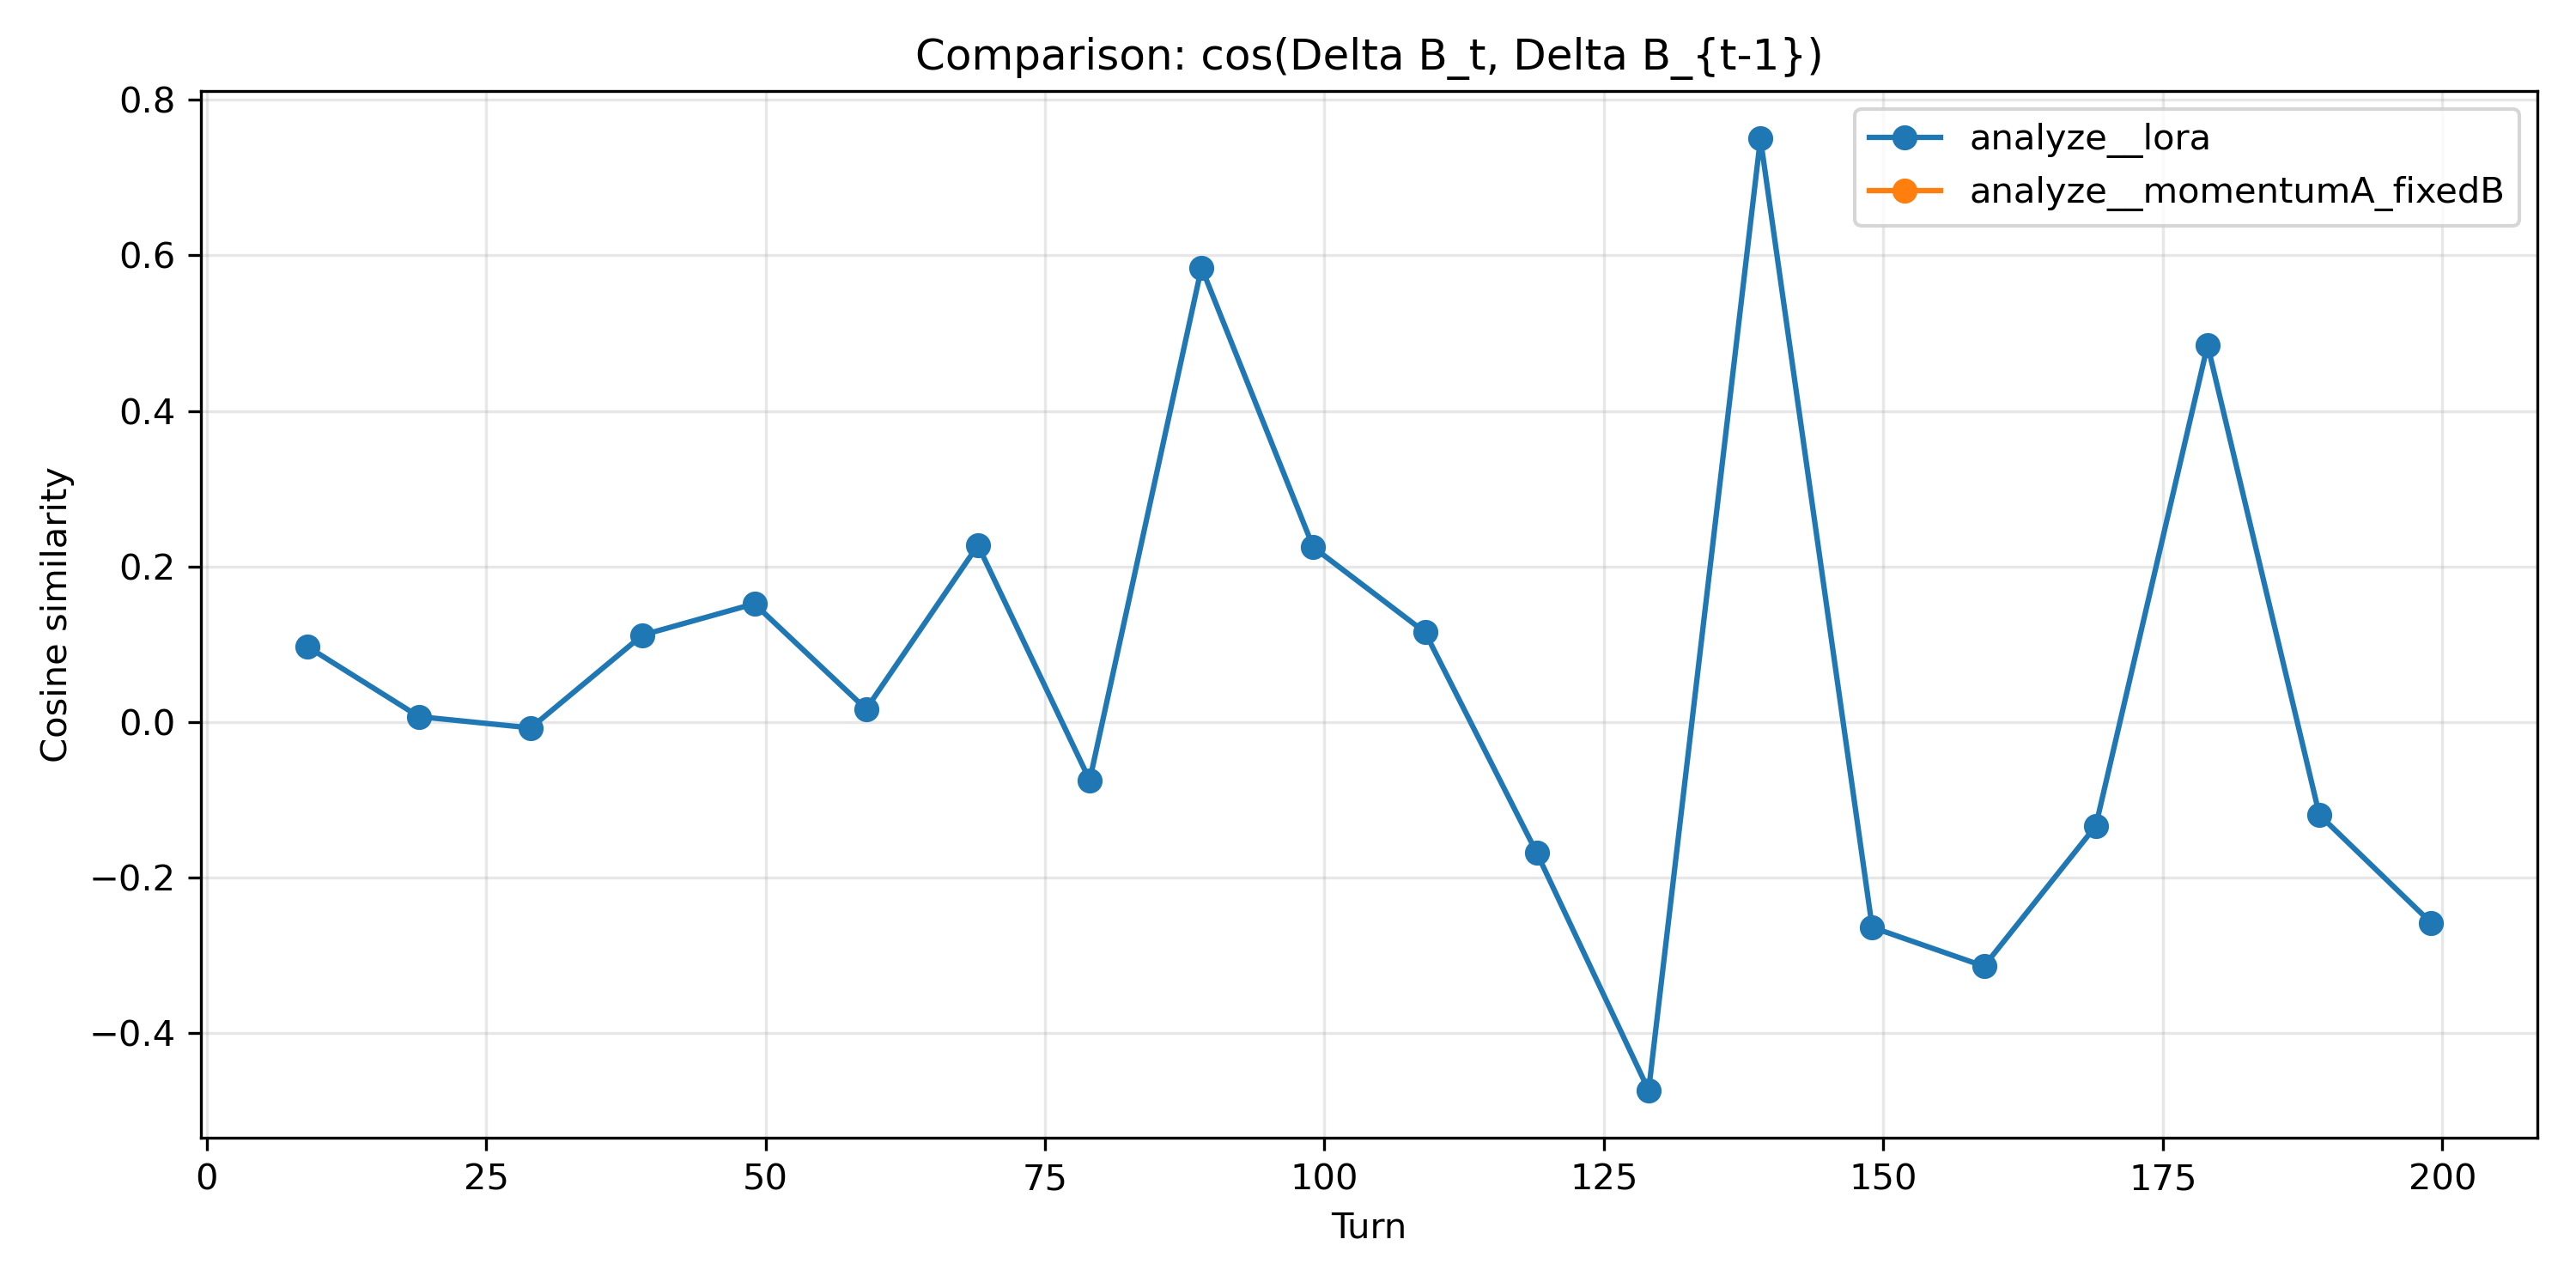 Comparison: cos(Delta B_t, Delta B_{t-1})
0.8
0.6
0.4
0.2
0.0
−0.2
−0.4
Cosine similarity
analyze__lora
analyze__momentumA_fixedB
0 25 50 75 100 125 150 175 200
Turn